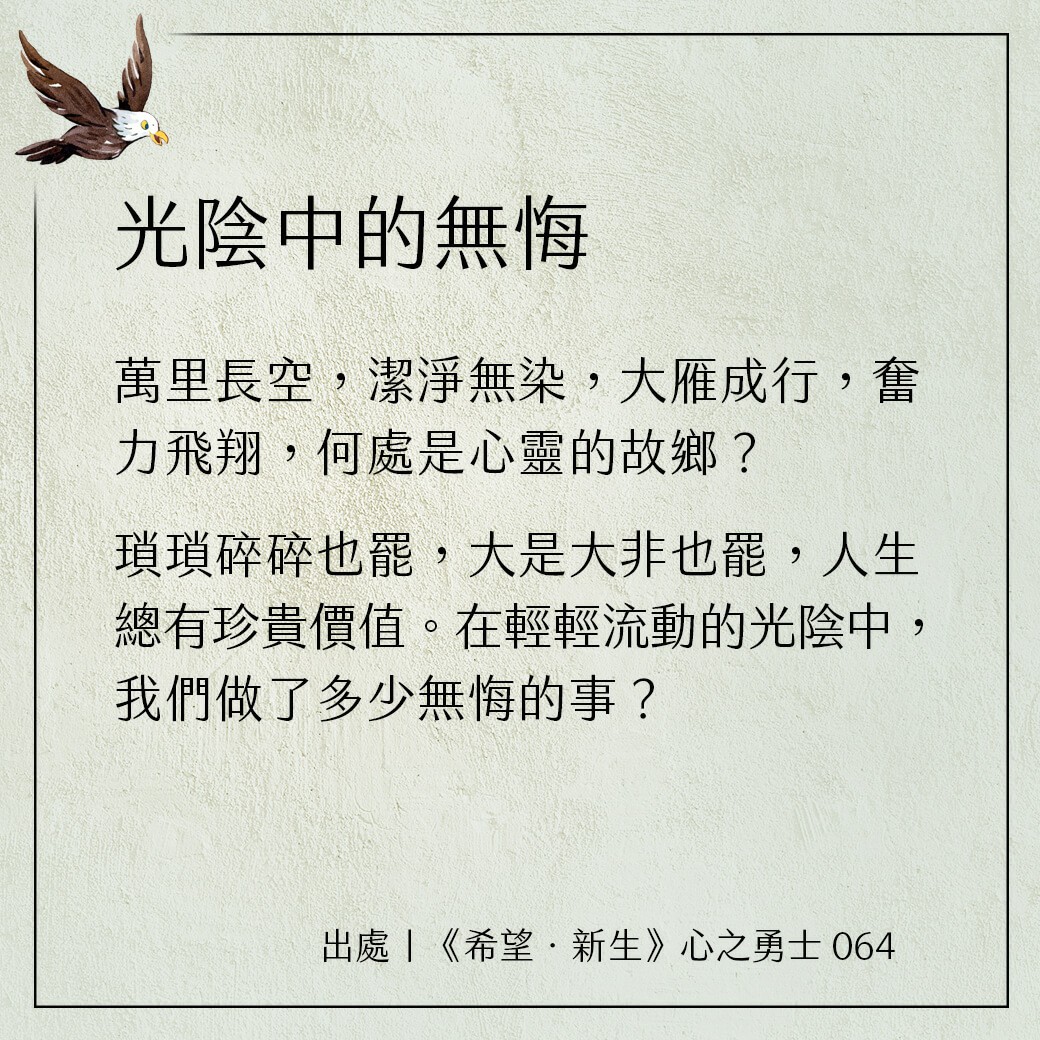 光陰中的無悔
萬里長空，潔淨無染，大雁成行，奮
力飛翔，何處是心靈的故鄉？
瑣瑣碎碎也罷，大是大非也罷，人生
總有珍貴價值。在輕輕流動的光陰中，
我們做了多少無悔的事？
出處｜《希望．新生》心之勇士 064